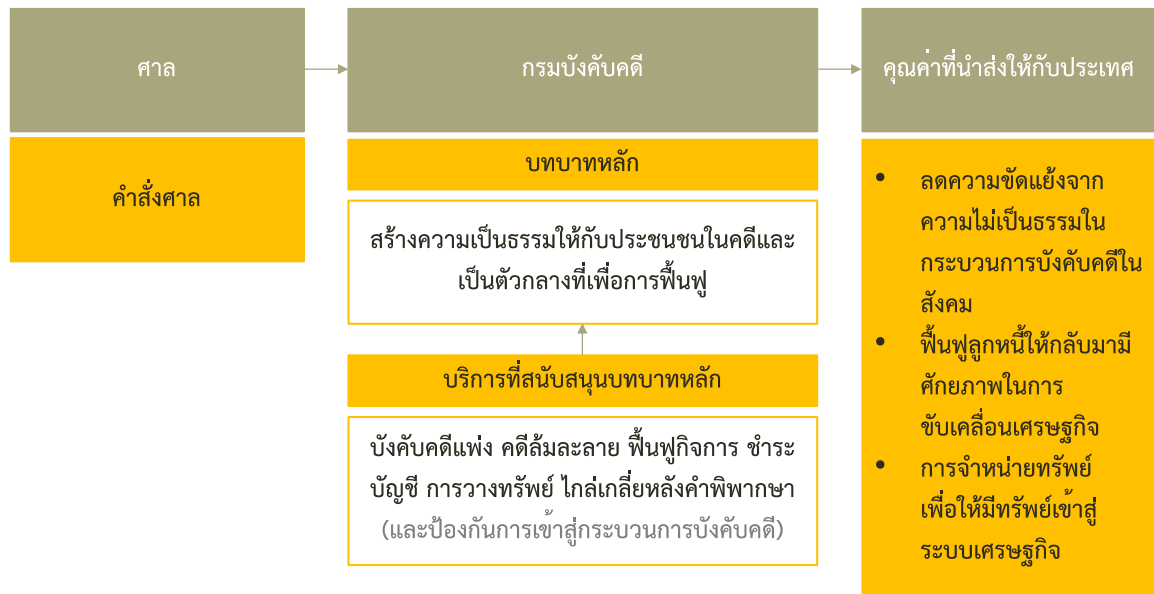 ศาล
คำสั่งศาล
กรมบังคับคดี
บทบาทหลัก
สร้างความเป็นธรรมให้กับประชนชนในคดีและ
เป็นตัวกลางที่เพื่อการฟื้นฟู
บริการที่สนับสนุนบทบาทหลัก
บังคับคดีแพ่ง คดีล้มละลาย ฟื้นฟูกิจการ ชำระ
บัญชี การวางทรัพย์ ไกล่เกลี่ยหลังคำพิพากษา
(และป้องกันการเข้าสู่กระบวนการบังคับคดี)
คุณค่าที่นำส่งให้กับประเทศ
• ลดความขัดแย้งจาก
ความไม่เป็นธรรมใน
กระบวนการบังคับคดีใน
สังคม
• ฟื้นฟูลูกหนี้ให้กลับมามี
ศักยภาพในการ
ขับเคลื่อนเศรษฐกิจ
• การจำหน่ายทรัพย์
เพื่อให้มีทรัพย์เข้าสู่
ระบบเศรษฐกิจ